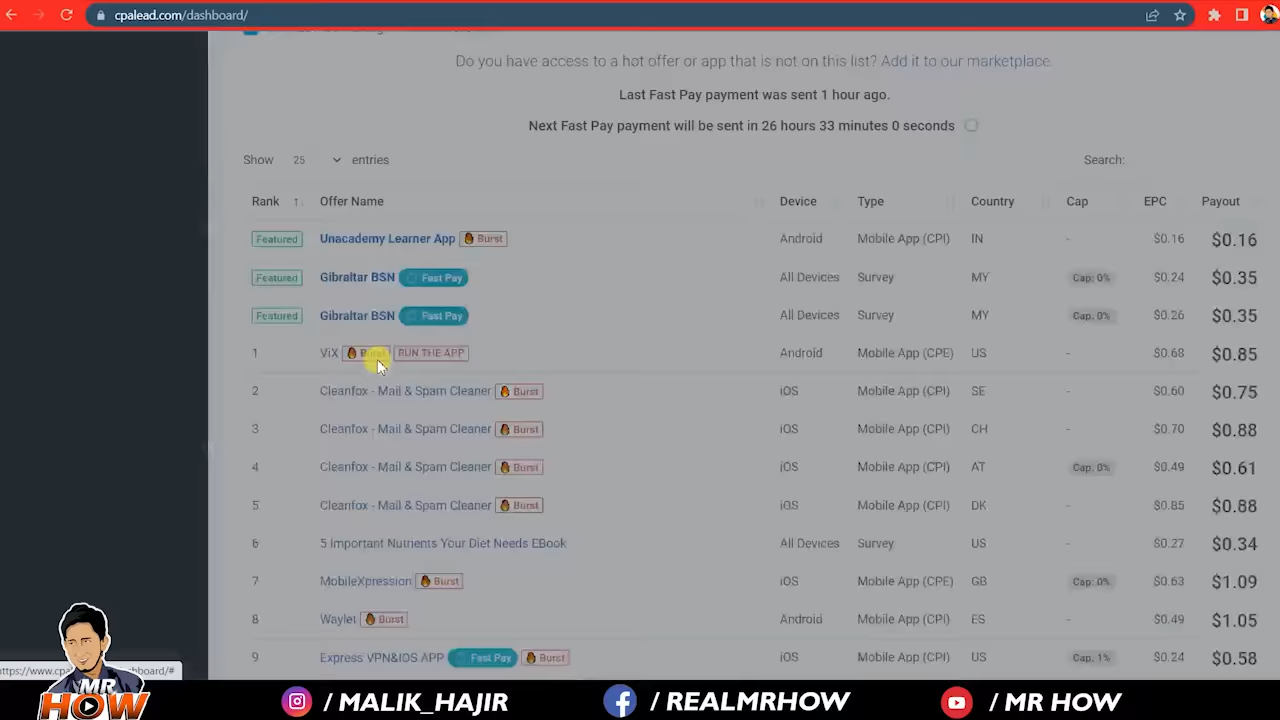 cpalead.com/dashboard/
Do you have access to a hot offer or app that is not on this list? Add it to our marketplace.
Last Fast Pay payment was sent 1 hour ago.
Next Fast Pay payment will be sent in 26 hours 33 minutes 0 seconds
Show 25 entries Search:
Rank Offer Name Device Type Country Cap EPC Payout
Featured Unacademy Learner App Burst Android Mobile App (CPI) IN - $0.16 $0.16
Featured Gibraltar BSN Fast Pay All Devices Survey MY Cap: 0% $0.24 $0.35
Featured Gibraltar BSN Fast Pay All Devices Survey MY Cap: 0% $0.26 $0.35
1 ViX Burst RUN THE APP Android Mobile App (CPE) US - $0.68 $0.85
2 Cleanfox - Mail & Spam Cleaner Burst iOS Mobile App (CPI) SE - $0.60 $0.75
3 Cleanfox - Mail & Spam Cleaner Burst iOS Mobile App (CPI) CH - $0.70 $0.88
4 Cleanfox - Mail & Spam Cleaner Burst iOS Mobile App (CPI) AT Cap: 0% $0.49 $0.61
5 Cleanfox - Mail & Spam Cleaner Burst iOS Mobile App (CPI) DK - $0.85 $0.88
6 5 Important Nutrients Your Diet Needs EBook All Devices Survey US - $0.27 $0.34
7 MobileXpression Burst iOS Mobile App (CPE) GB Cap: 0% $0.63 $1.09
8 Waylet Burst Android Mobile App (CPI) ES - $0.49 $1.05
9 Express VPN&IOS APP Fast Pay Burst iOS Mobile App (CPI) US Cap: 1% $0.24 $0.58
MR
HOW
/ MALIK_HAJIR / REALMRHOW / MR HOW